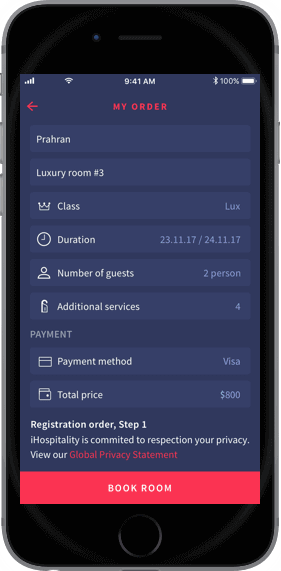 9:41 AM 100%
MY ORDER
Prahran
Luxury room #3
Class Lux
Duration 23.11.17 / 24.11.17
Number of guests 2 person
Additional services 4
PAYMENT
Payment method Visa
Total price $800
Registration order, Step 1
iHospitality is commited to respection your privacy.
View our Global Privacy Statement
BOOK ROOM